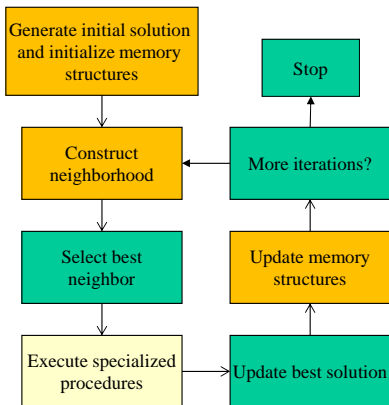 Generate initial solution
and initialize memory
structures
Stop
Construct
neighborhood
More iterations?
Select best
neighbor
Update memory
structures
Execute specialized
procedures
Update best solution